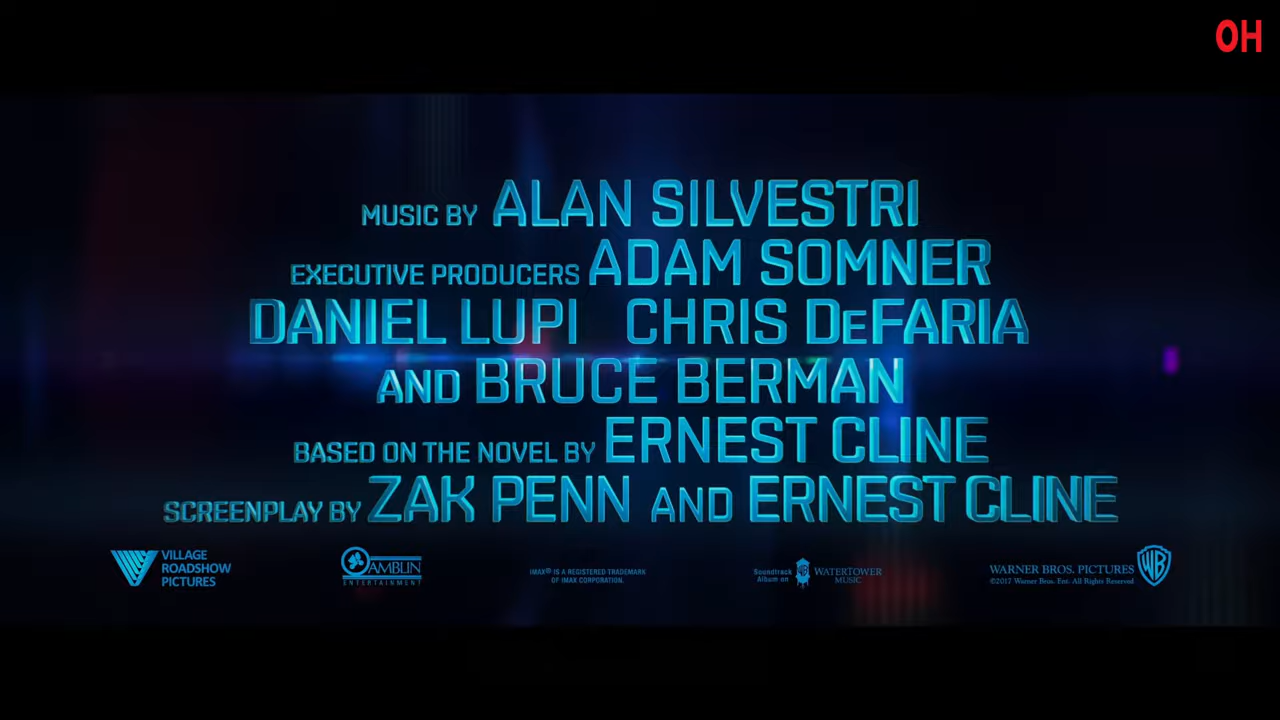 OH
MUSIC BY ALAN SILVESTRI
EXECUTIVE PRODUCERS ADAM SOMNER
DANIEL LUPI CHRIS DeFARIA
AND BRUCE BERMAN
BASED ON THE NOVEL BY ERNEST CLINE
SCREENPLAY BY ZAK PENN AND ERNEST CLINE
VILLAGE
ROADSHOW
PICTURES
AMBLIN
ENTERTAINMENT
IMAX® IS A REGISTERED TRADEMARK
OF IMAX CORPORATION.
Soundtrack
Album on
WATERTOWER
MUSIC
WARNER BROS. PICTURES
©2017 Warner Bros. Ent. All Rights Reserved
WB